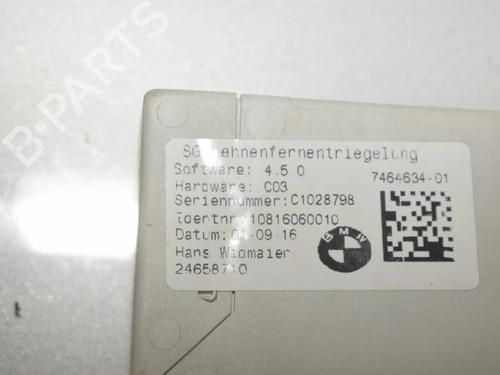 B-PARTS
SG Lehnenfernentriegelung
Software: 4.5.0
7464634-01
Hardware: C03
Seriennummer:C1028798
Identnr.:10816060010
Datum: 01-09-16
BMW
Hans Widmaier
24658710